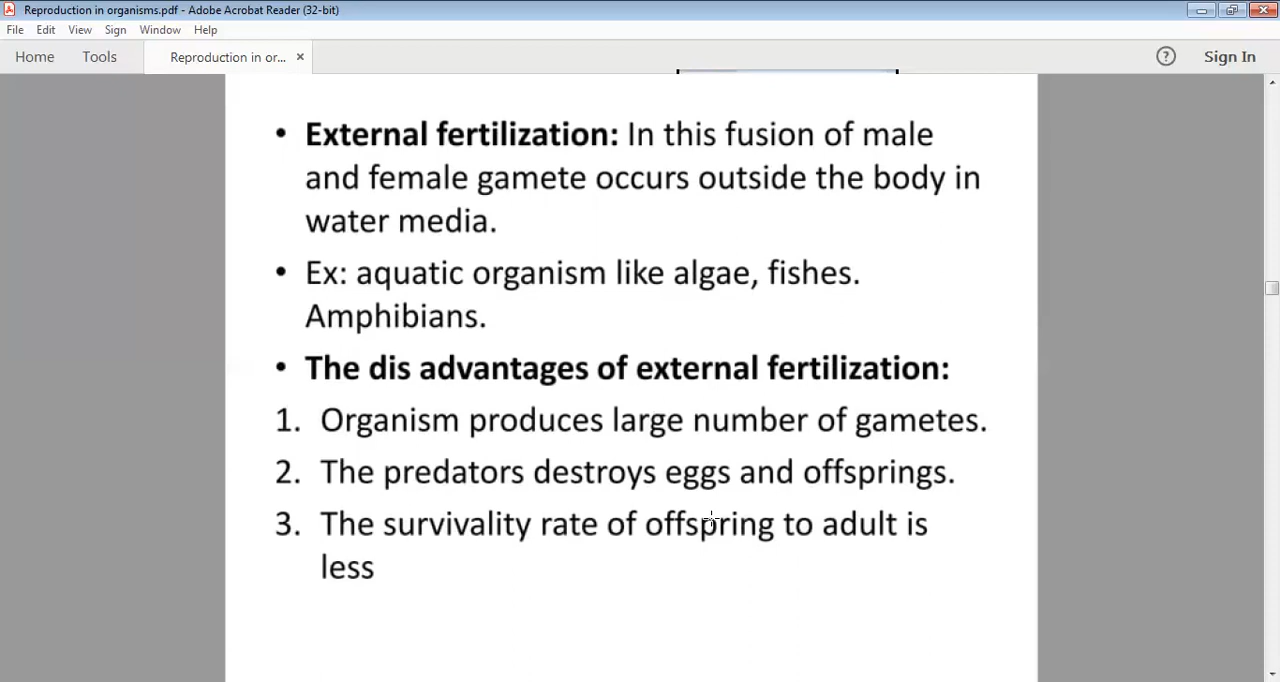 Reproduction in organisms.pdf - Adobe Acrobat Reader (32-bit)
File Edit View Sign Window Help
Home Tools Reproduction in or... × ? Sign In
• External fertilization: In this fusion of male
and female gamete occurs outside the body in
water media.
• Ex: aquatic organism like algae, fishes.
Amphibians.
• The dis advantages of external fertilization:
1. Organism produces large number of gametes.
2. The predators destroys eggs and offsprings.
3. The survivality rate of offspring to adult is
less